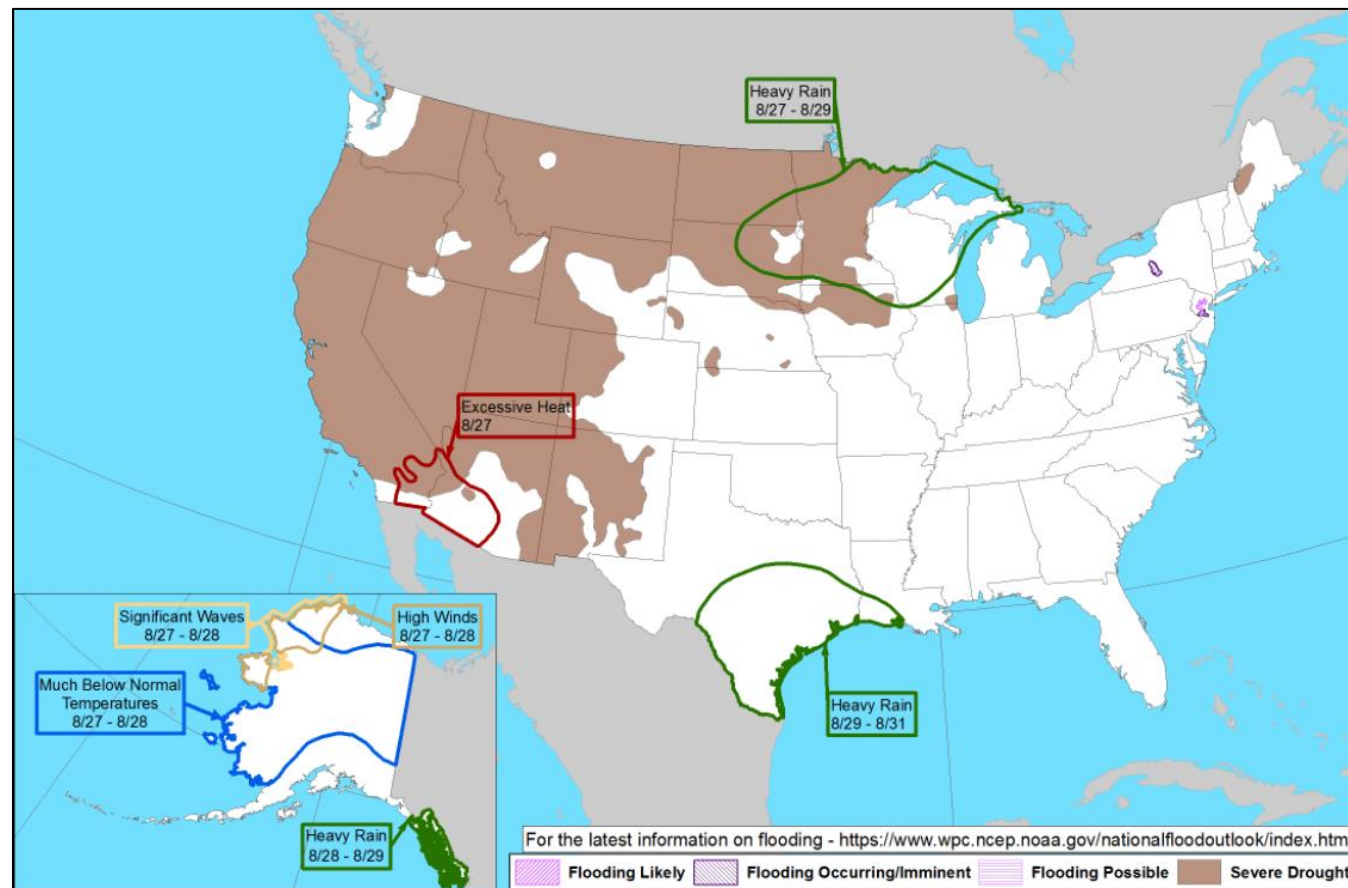 Heavy Rain
8/27 - 8/29
Excessive Heat
8/27
Significant Waves
8/27 - 8/28
High Winds
8/27 - 8/28
Much Below Normal
Temperatures
8/27 - 8/28
Heavy Rain
8/29 - 8/31
Heavy Rain
8/28 - 8/29
For the latest information on flooding - https://www.wpc.ncep.noaa.gov/nationalfloodoutlook/index.htm
Flooding Likely Flooding Occurring/Imminent Flooding Possible Severe Drought